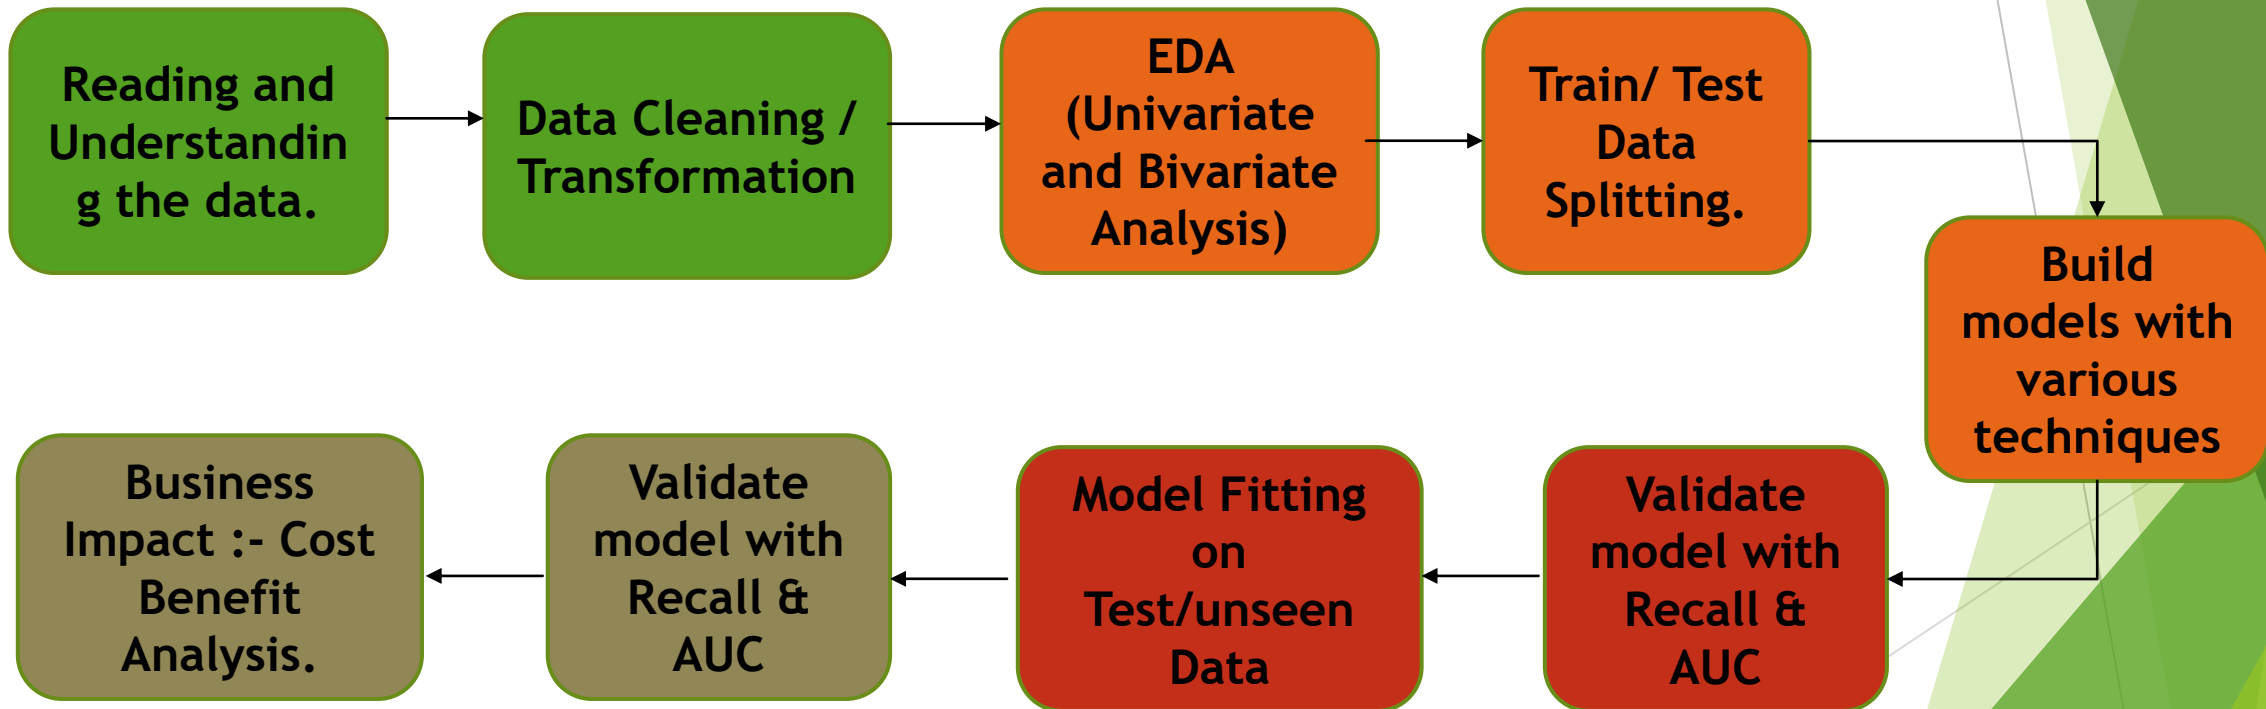 Reading and
Understandin
g the data.
Data Cleaning /
Transformation
EDA
(Univariate
and Bivariate
Analysis)
Train/ Test
Data
Splitting.
Build
models with
various
techniques
Validate
model with
Recall &
AUC
Model Fitting
on
Test/unseen
Data
Validate
model with
Recall &
AUC
Business
Impact :- Cost
Benefit
Analysis.